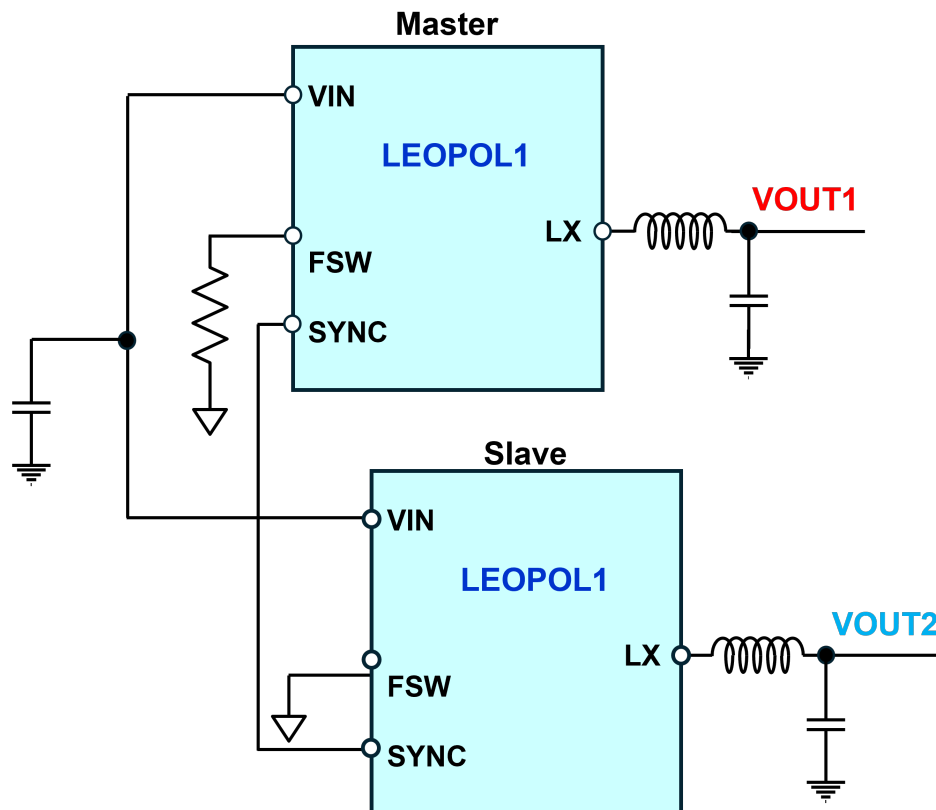 Master
VIN
LEOPOL1
VOUT1
LX
FSW
SYNC
Slave
VIN
LEOPOL1
VOUT2
LX
FSW
SYNC